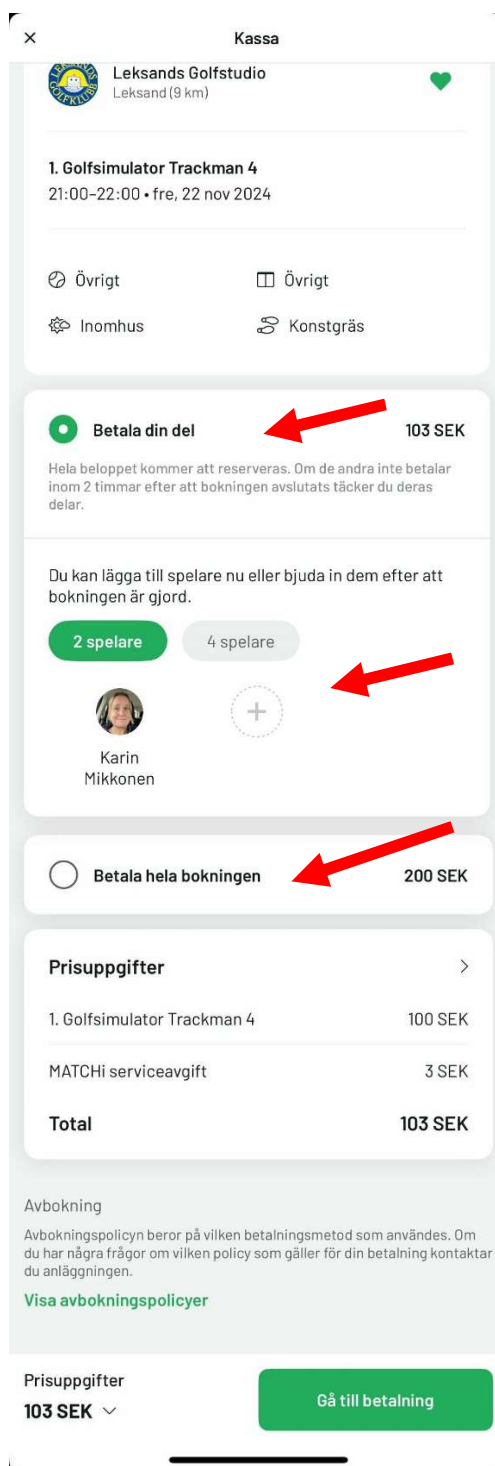 Kassa
LEKSANDS
GOLFKLUBB
Leksands Golfstudio
Leksand (9 km)
1. Golfsimulator Trackman 4
21:00-22:00 • fre, 22 nov 2024
Övrigt
Övrigt
Inomhus
Konstgräs
Betala din del
103 SEK
Hela beloppet kommer att reserveras. Om de andra inte betalar
inom 2 timmar efter att bokningen avslutats täcker du deras
delar.
Du kan lägga till spelare nu eller bjuda in dem efter att
bokningen är gjord.
2 spelare
4 spelare
Karin
Mikkonen
Betala hela bokningen
200 SEK
Prisuppgifter
1. Golfsimulator Trackman 4
100 SEK
MATCHi serviceavgift
3 SEK
Total
103 SEK
Avbokning
Avbokningspolicyn beror på vilken betalningsmetod som användes. Om
du har några frågor om vilken policy som gäller för din betalning kontaktar
du anläggningen.
Visa avbokningspolicyer
Prisuppgifter
103 SEK
Gå till betalning